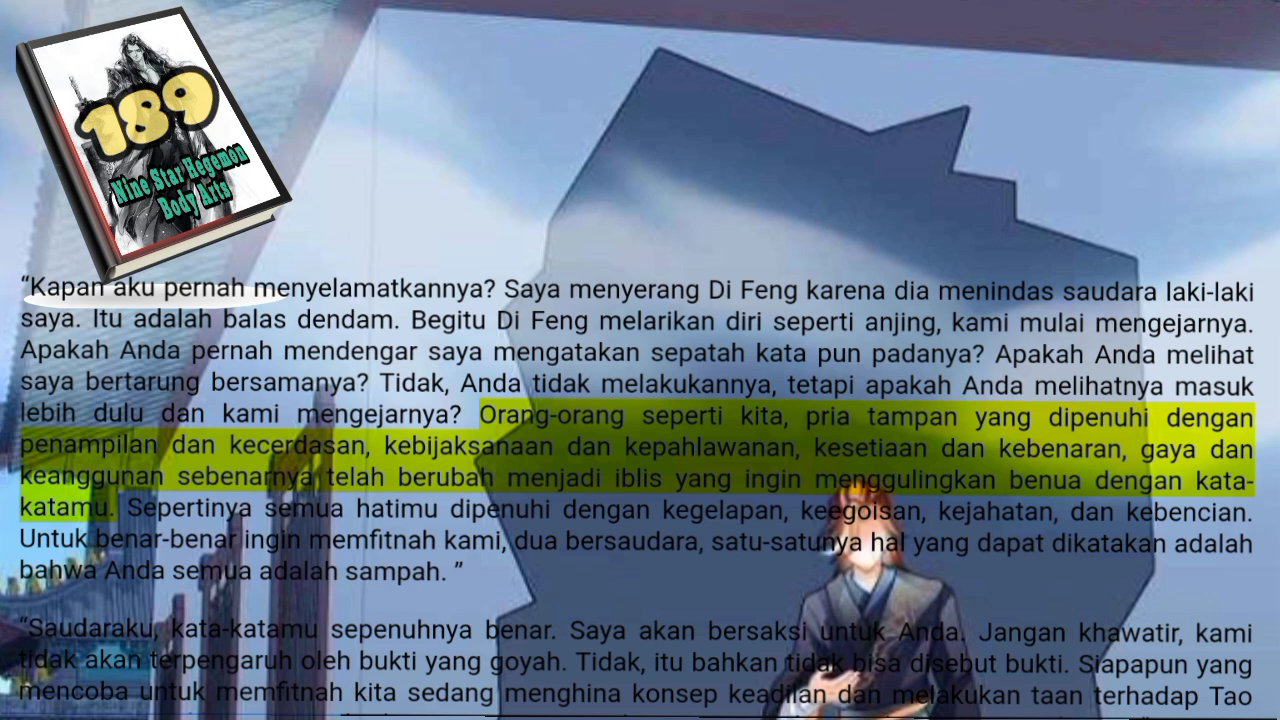 189
Nine Star Hegemon
Body Arts
“Kapan aku pernah menyelamatkannya? Saya menyerang Di Feng karena dia menindas saudara laki-laki
saya. Itu adalah balas dendam. Begitu Di Feng melarikan diri seperti anjing, kami mulai mengejarnya.
Apakah Anda pernah mendengar saya mengatakan sepatah kata pun padanya? Apakah Anda melihat
saya bertarung bersamanya? Tidak, Anda tidak melakukannya, tetapi apakah Anda melihatnya masuk
lebih dulu dan kami mengejarnya? Orang-orang seperti kita, pria tampan yang dipenuhi dengan
penampilan dan kecerdasan, kebijaksanaan dan kepahlawanan, kesetiaan dan kebenaran, gaya dan
keanggunan sebenarnya telah berubah menjadi iblis yang ingin menggulingkan benua dengan kata-
katamu. Sepertinya semua hatimu dipenuhi dengan kegelapan, keegoisan, kejahatan, dan kebencian.
Untuk benar-benar ingin memfitnah kami, dua bersaudara, satu-satunya hal yang dapat dikatakan adalah
bahwa Anda semua adalah sampah. ”
“Saudaraku, kata-katamu sepenuhnya benar. Saya akan bersaksi untuk Anda. Jangan khawatir, kami
tidak akan terpengaruh oleh bukti yang goyah. Tidak, itu bahkan tidak bisa disebut bukti. Siapapun yang
mencoba untuk memfitnah kita sedang menghina konsep keadilan dan melakukan taan terhadap Tao